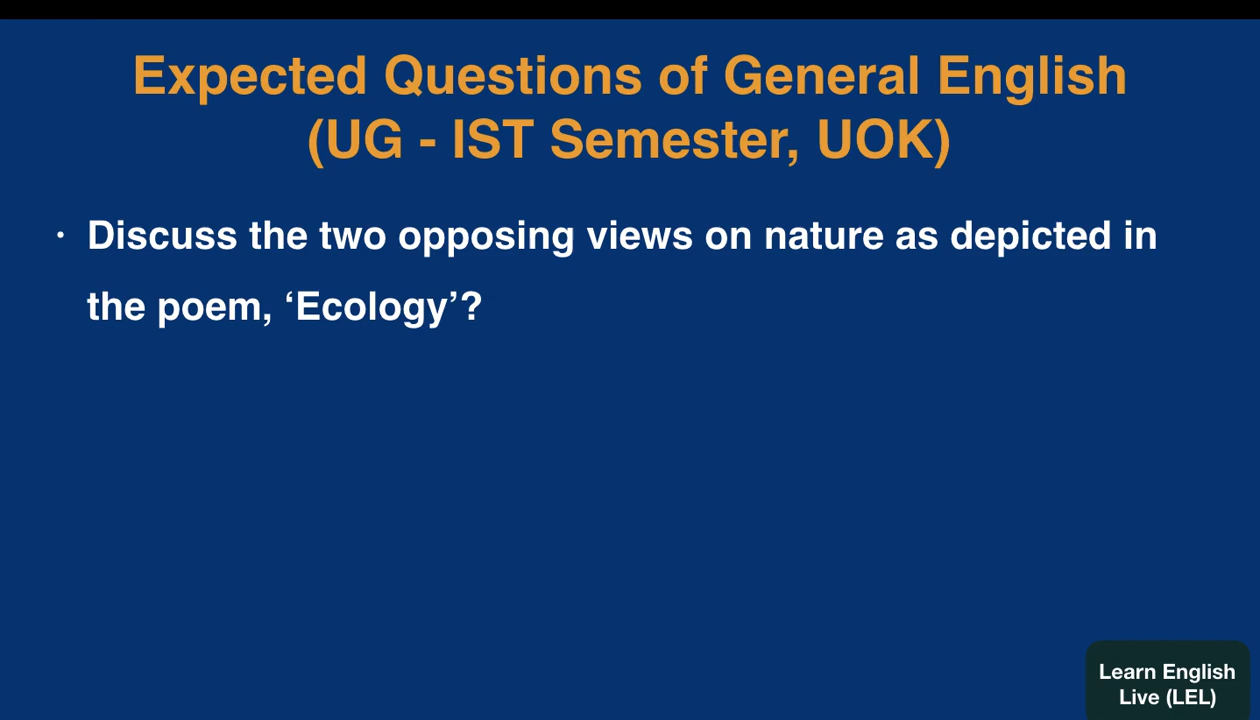 Expected Questions of General English
(UG - IST Semester, UOK)
• Discuss the two opposing views on nature as depicted in
the poem, ‘Ecology’?
Learn English
Live (LEL)